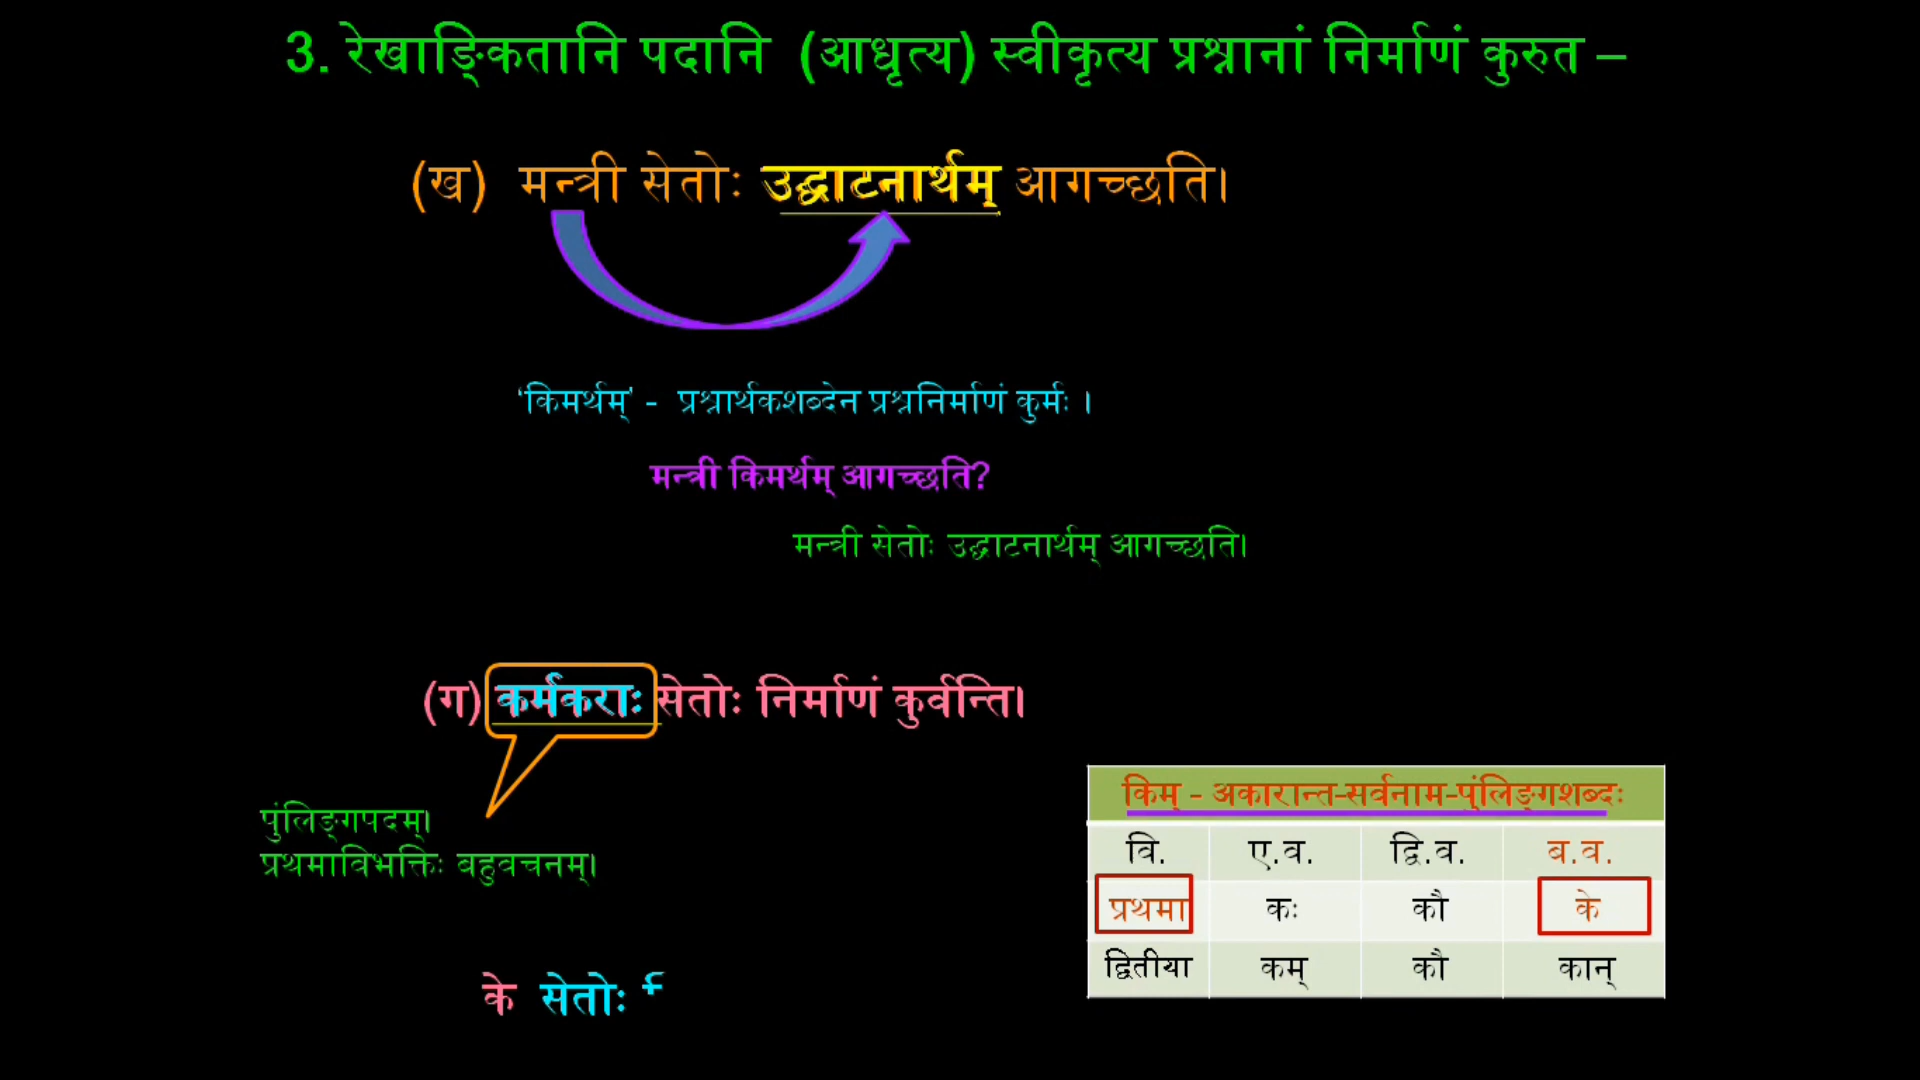 3. रेखाङ्कितानि पदानि (आधृत्य) स्वीकृत्य प्रश्नानां निर्माणं कुरुत –
(ख) मन्त्री सेतोः उद्घाटनार्थम् आगच्छति।
‘किमर्थम्’ - प्रश्नार्थकशब्देन प्रश्ननिर्माणं कुर्मः ।
मन्त्री किमर्थम् आगच्छति?
मन्त्री सेतोः उद्घाटनार्थम् आगच्छति।
(ग) कर्मकराः सेतोः निर्माणं कुर्वन्ति।
पुंलिङ्गपदम्।
प्रथमाविभक्तिः बहुवचनम्।
किम् - अकारान्त-सर्वनाम-पुंलिङ्गशब्दः
वि. ए.व. द्वि.व. ब.व.
प्रथमा कः कौ के
द्वितीया कम् कौ कान्
के सेतोः